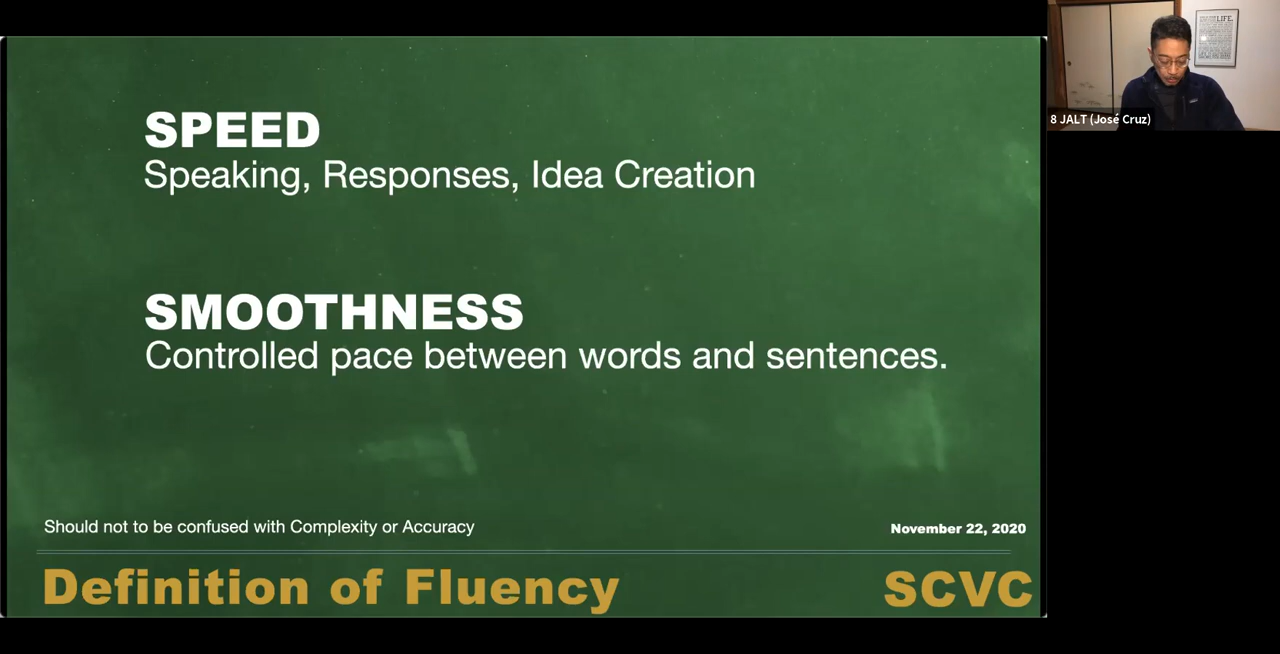 SPEED
Speaking, Responses, Idea Creation
SMOOTHNESS
Controlled pace between words and sentences.
Should not to be confused with Complexity or Accuracy
November 22, 2020
Definition of Fluency
SCVC
LIFE.
8 JALT (José Cruz)